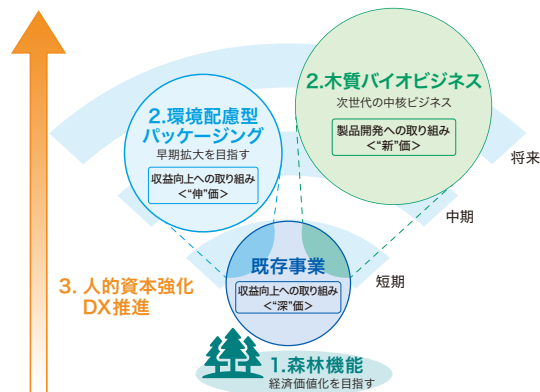 2.木質バイオビジネス
次世代の中核ビジネス
製品開発への取り組み
<“新”価>
2.環境配慮型
パッケージング
早期拡大を目指す
収益向上への取り組み
<“伸”価>
将来
中期
短期
既存事業
収益向上への取り組み
<“深”価>
3. 人的資本強化
DX推進
1.森林機能
経済価値化を目指す